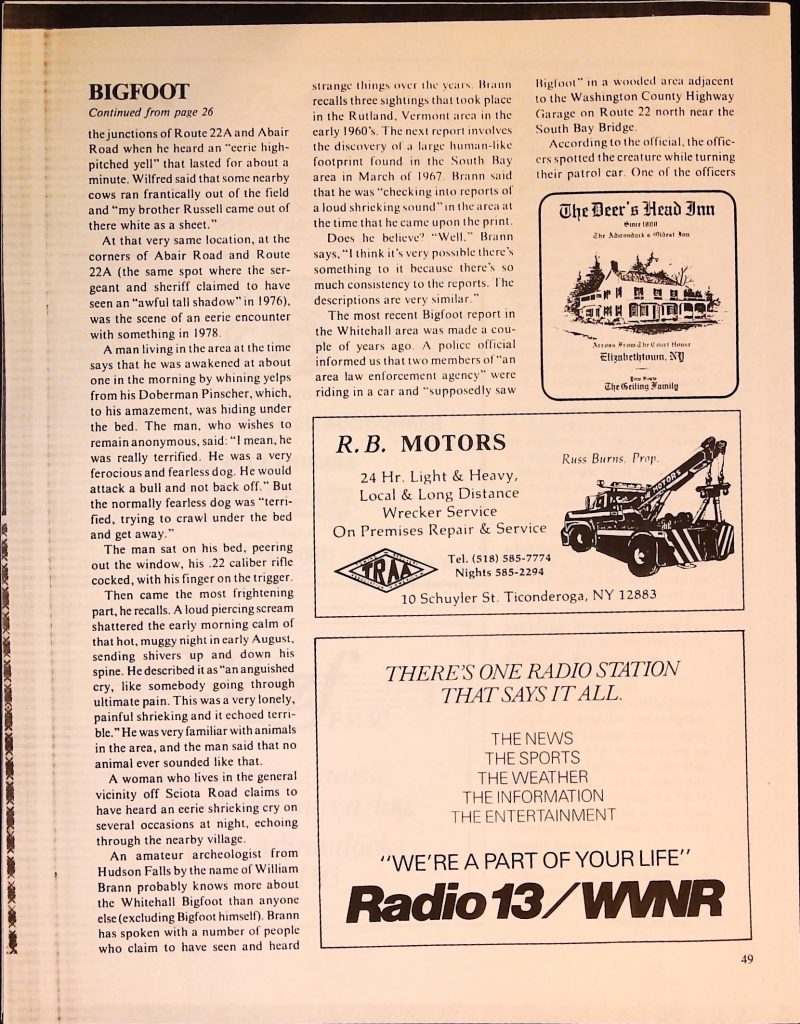 BIGFOOT
Continued from page 26
the junctions of Route 22A and Abair
Road when he heard an "eerie high-
pitched yell" that lasted for about a
minute. Wilfred said that some nearby
cows ran frantically out of the field
and "my brother Russell came out of
there white as a sheet."
At that very same location, at the
corners of Abair Road and Route
22A (the same spot where the ser-
geant and sheriff claimed to have
seen an "awful tall shadow" in 1976),
was the scene of an eerie encounter
with something in 1978.
A man living in the area at the time
says that he was awakened at about
one in the morning by whining yelps
from his Doberman Pinscher, which,
to his amazement, was hiding under
the bed. The man, who wishes to
remain anonymous, said: "I mean, he
was really terrified. He was a very
ferocious and fearless dog. He would
attack a bull and not back off." But
the normally fearless dog was "terri-
fied, trying to crawl under the bed
and get away."
The man sat on his bed, peering
out the window, his .22 caliber rifle
cocked, with his finger on the trigger.
Then came the most frightening
part, he recalls. A loud piercing scream
shattered the early morning calm of
that hot, muggy night in early August,
sending shivers up and down his
spine. He described it as "an anguished
cry, like somebody going through
ultimate pain. This was a very lonely,
painful shrieking and it echoed terri-
ble." He was very familiar with animals
in the area, and the man said that no
animal ever sounded like that.
A woman who lives in the general
vicinity off Sciota Road claims to
have heard an eerie shrieking cry on
several occasions at night, echoing
through the nearby village.
An amateur archeologist from
Hudson Falls by the name of William
Brann probably knows more about
the Whitehall Bigfoot than anyone
else (excluding Bigfoot himself). Brann
has spoken with a number of people
who claim to have seen and heard
strange things over the years. Brann
recalls three sightings that took place
in the Rutland, Vermont area in the
early 1960's. The next report involves
the discovery of a large human-like
footprint found in the South Bay
area in March of 1967. Brann said
that he was "checking into reports of
a loud shrieking sound" in the area at
the time that he came upon the print.
Does he believe? "Well," Brann
says, "I think it's very possible there's
something to it because there's so
much consistency to the reports. The
descriptions are very similar."
The most recent Bigfoot report in
the Whitehall area was made a cou-
ple of years ago. A police official
informed us that two members of "an
area law enforcement agency" were
riding in a car and "supposedly saw
Bigfoot" in a wooded area adjacent
to the Washington County Highway
Garage on Route 22 north near the
South Bay Bridge.
According to the official, the offic-
ers spotted the creature while turning
their patrol car. One of the officers
The Deer's Head Inn
Since 1808
The Adirondack's Oldest Inn
Across From The Court House
Elizabethtown, NY
Your Hosts
The Geiling Family
R.B. MOTORS
24 Hr. Light & Heavy,
Local & Long Distance
Wrecker Service
On Premises Repair & Service
Russ Burns, Prop.
MOTORS
TRAA
Tel. (518) 585-7774
Nights 585-2294
10 Schuyler St. Ticonderoga, NY 12883
THERE'S ONE RADIO STATION
THAT SAYS IT ALL.
THE NEWS
THE SPORTS
THE WEATHER
THE INFORMATION
THE ENTERTAINMENT
"WE'RE A PART OF YOUR LIFE"
Radio 13/WVNR
49